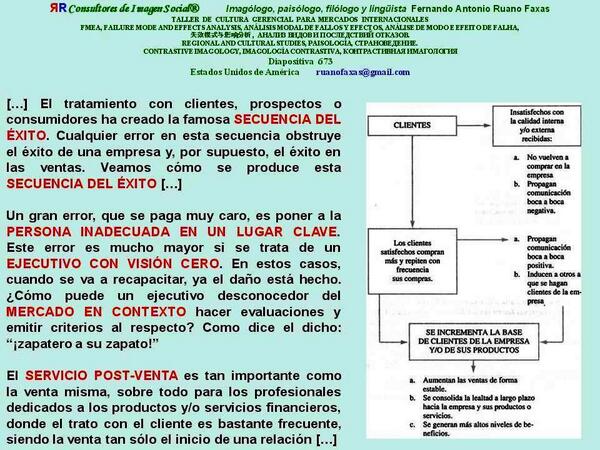 ЯR Consultores de Imagen Social® Imagólogo, paisólogo, filólogo y lingüista Fernando Antonio Ruano Faxas
TALLER DE CULTURA GERENCIAL PARA MERCADOS INTERNACIONALES
FMEA, FAILURE MODE AND EFFECTS ANALYSIS, ANÁLISIS MODAL DE FALLOS Y EFECTOS, ANÁLISE DE MODO E EFEITO DE FALHA,
失效模式与影响分析, АНАЛИЗ ВИДОВ И ПОСЛЕДСТВИЙ ОТКАЗОВ.
REGIONAL AND CULTURAL STUDIES, PAISOLOGÍA, СТРАНОВЕДЕНИЕ.
CONTRASTIVE IMAGOLOGY, IMAGOLOGÍA CONTRASTIVA, КОНТРАСТИВНАЯ ИМАГОЛОГИЯ
Diapositiva 673
Estados Unidos de América ruanofaxas@gmail.com
[…] El tratamiento con clientes, prospectos o
consumidores ha creado la famosa SECUENCIA DEL
ÉXITO. Cualquier error en esta secuencia obstruye
el éxito de una empresa y, por supuesto, el éxito en
las ventas. Veamos cómo se produce esta
SECUENCIA DEL ÉXITO […]
Un gran error, que se paga muy caro, es poner a la
PERSONA INADECUADA EN UN LUGAR CLAVE.
Este error es mucho mayor si se trata de un
EJECUTIVO CON VISIÓN CERO. En estos casos,
cuando se va a recapacitar, ya el daño está hecho.
¿Cómo puede un ejecutivo desconocedor del
MERCADO EN CONTEXTO hacer evaluaciones y
emitir criterios al respecto? Como dice el dicho:
“¡zapatero a su zapato!”
El SERVICIO POST-VENTA es tan importante como
la venta misma, sobre todo para los profesionales
dedicados a los productos y/o servicios financieros,
donde el trato con el cliente es bastante frecuente,
siendo la venta tan sólo el inicio de una relación […]
CLIENTES
Insatisfechos con
la calidad interna
y/o externa
recibidas:
a. No vuelven a
comprar en la
empresa
b. Propagan
comunicación
boca a boca
negativa.
Los clientes
satisfechos compran
más y repiten con
frecuencia
sus compras.
a. Propagan
comunicación
boca a boca
positiva.
b. Inducen a otros a
que se hagan
clientes de la em-
presa
SE INCREMENTA LA BASE
DE CLIENTES DE LA EMPRESA
Y/O DE SUS PRODUCTOS
a. Aumentan las ventas de forma
estable.
b. Se consolida la lealtad a largo plazo
hacia la empresa y sus productos o
servicios.
c. Se generan más altos niveles de be-
neficios.